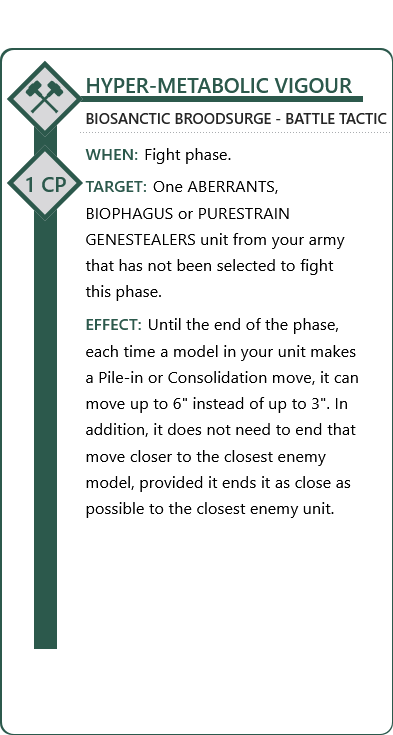 HYPER-METABOLIC VIGOUR
BIOSANCTIC BROODSURGE - BATTLE TACTIC
WHEN: Fight phase.
1 CP
TARGET: One ABERRANTS,
BIOPHAGUS or PURESTRAIN
GENESTEALERS unit from your army
that has not been selected to fight
this phase.
EFFECT: Until the end of the phase,
each time a model in your unit makes
a Pile-in or Consolidation move, it can
move up to 6" instead of up to 3". In
addition, it does not need to end that
move closer to the closest enemy
model, provided it ends it as close as
possible to the closest enemy unit.